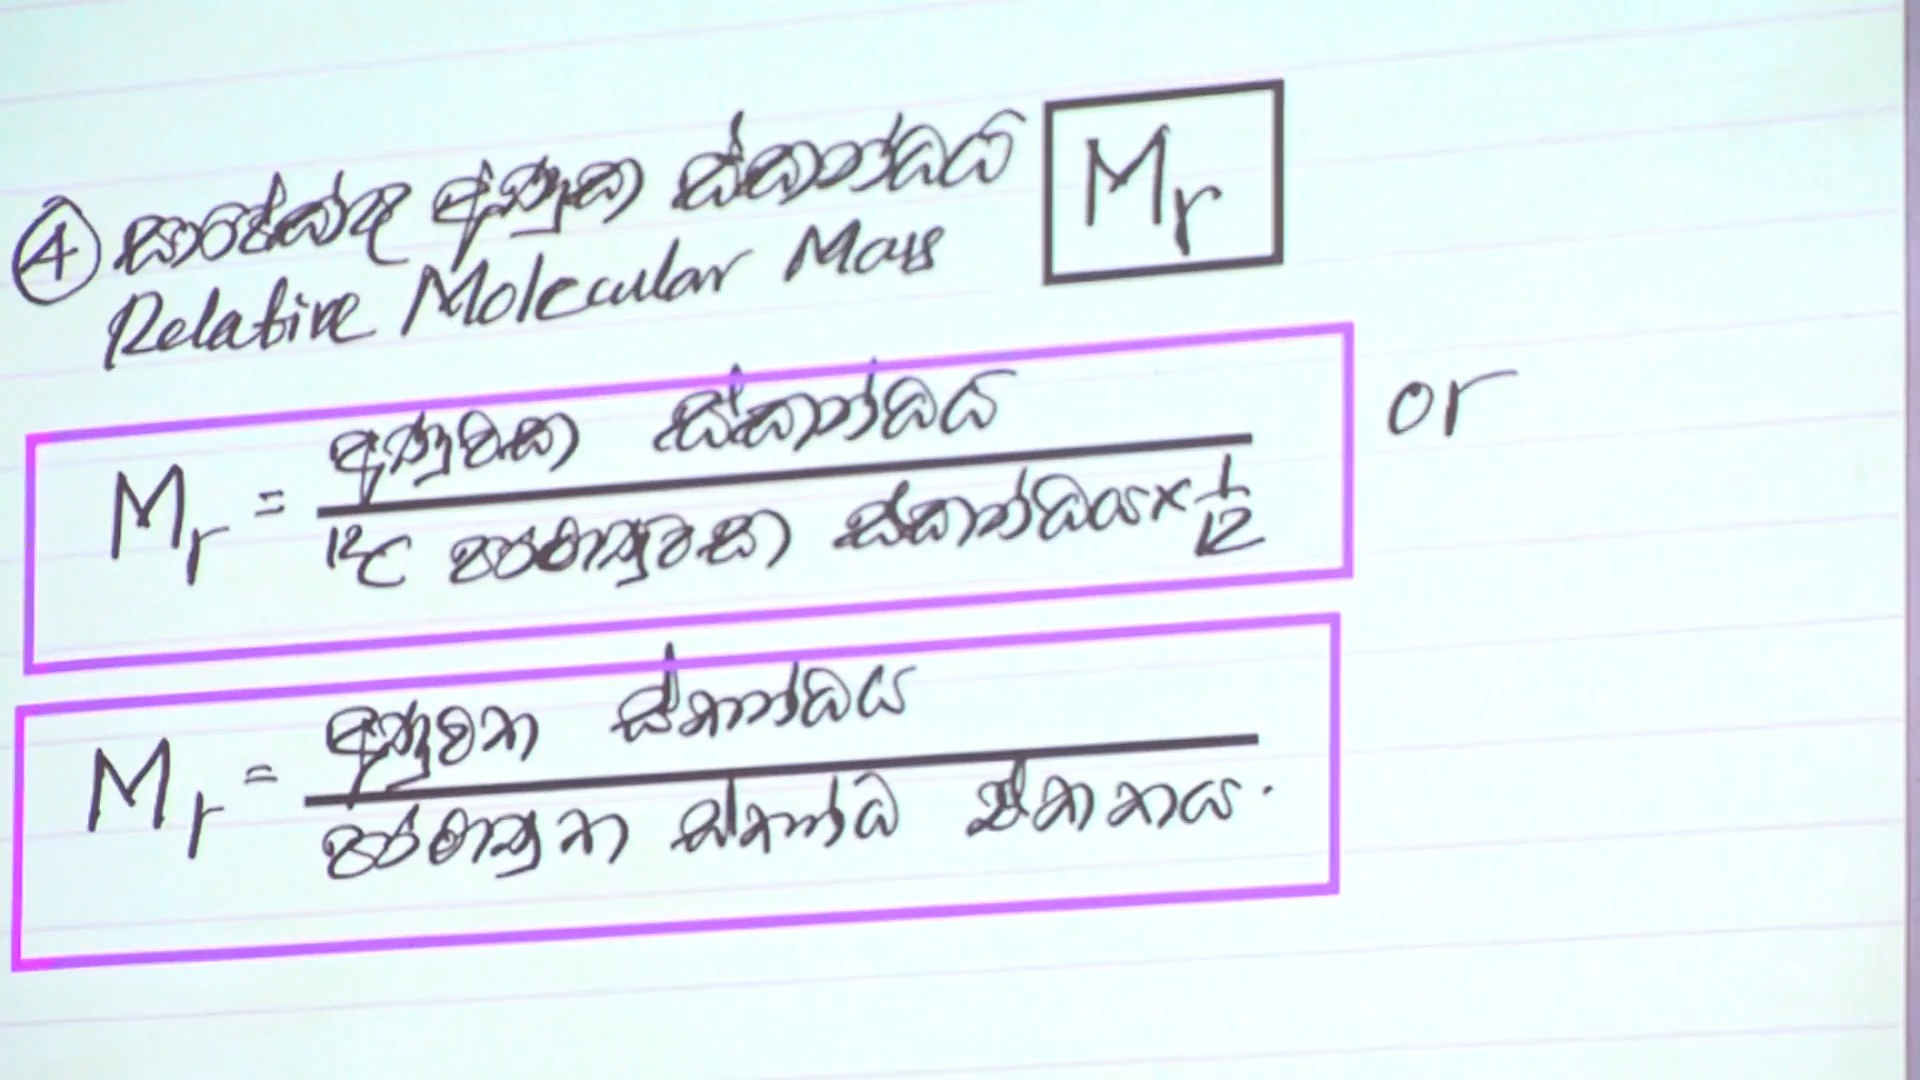 ④ සාපේක්ෂ අණුක ස්කන්ධය Mr
Relative Molecular Mass
Mr = අණුවක ස්කන්ධය or
12C පරමාණුවක ස්කන්ධය × 1/12
Mr = අණුවක ස්කන්ධය
පරමාණුක ස්කන්ධ ඒකකය.